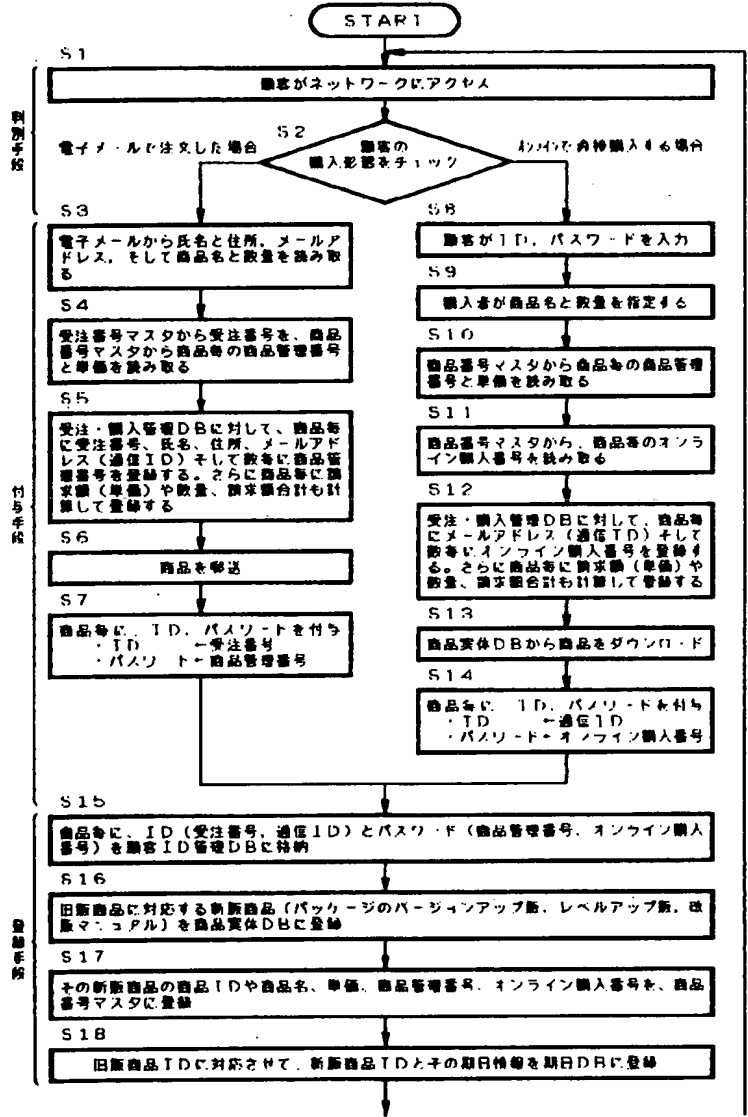 START
S1
顧客がネットワークにアクセス
判別手段
S2
顧客の
購入形態をチェック
電子メールで注文した場合
オンラインで直接購入する場合
S3
電子メールから氏名と住所、メールア
ドレス、そして商品名と数量を読み取
る
S4
受注番号マスタから受注番号を、商品
番号マスタから商品毎の商品管理番号
と単価を読み取る
S5
受注・購入管理DBに対して、商品毎
に受注番号、氏名、住所、メールアド
レス(通信ID)そして数毎に商品管
理番号を登録する。さらに商品毎に請
求額(単価)や数量、請求額合計も計
算して登録する
S6
商品を郵送
S7
商品毎に、ID、パスワードを付与
・ID ←受注番号
・パスワード←商品管理番号
S8
顧客がID、パスワードを入力
S9
購入者が商品名と数量を指定する
S10
商品番号マスタから商品毎の商品管理
番号と単価を読み取る
S11
商品番号マスタから、商品毎のオンラ
イン購入番号を読み取る
S12
受注・購入管理DBに対して、商品毎
にメールアドレス(通信ID)そして
数毎にオンライン購入番号を登録す
る。さらに商品毎に請求額(単価)や
数量、請求額合計も計算して登録する
S13
商品実体DBから商品をダウンロード
S14
商品毎に、ID、パスワードを付与
・ID ←通信ID
・パスワード←オンライン購入番号
付与手段
S15
商品毎に、ID(受注番号、通信ID)とパスワード(商品管理番号、オンライン購入
番号)を顧客ID管理DBに格納
S16
旧版商品に対応する新版商品(パッケージのバージョンアップ版、レベルアップ版、改
版マニュアル)を商品実体DBに登録
登録手段
S17
その新版商品の商品IDや商品名、単価、商品管理番号、オンライン購入番号を、商品
番号マスタに登録
S18
旧版商品IDに対応させて、新版商品IDとその期日情報を期日DBに登録